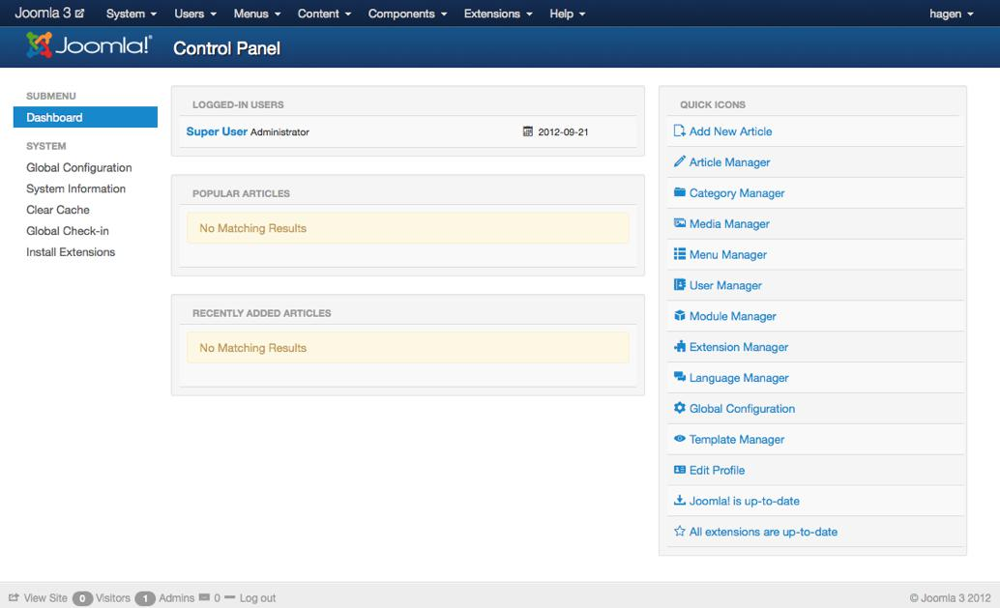 Joomla 3 System Users Menus Content Components Extensions Help hagen
Joomla!® Control Panel
SUBMENU
Dashboard
SYSTEM
Global Configuration
System Information
Clear Cache
Global Check-in
Install Extensions
LOGGED-IN USERS
Super User Administrator 2012-09-21
POPULAR ARTICLES
No Matching Results
RECENTLY ADDED ARTICLES
No Matching Results
QUICK ICONS
Add New Article
Article Manager
Category Manager
Media Manager
Menu Manager
User Manager
Module Manager
Extension Manager
Language Manager
Global Configuration
Template Manager
Edit Profile
Joomla! is up-to-date
All extensions are up-to-date
View Site 0 Visitors 1 Admins 0 Log out © Joomla 3 2012